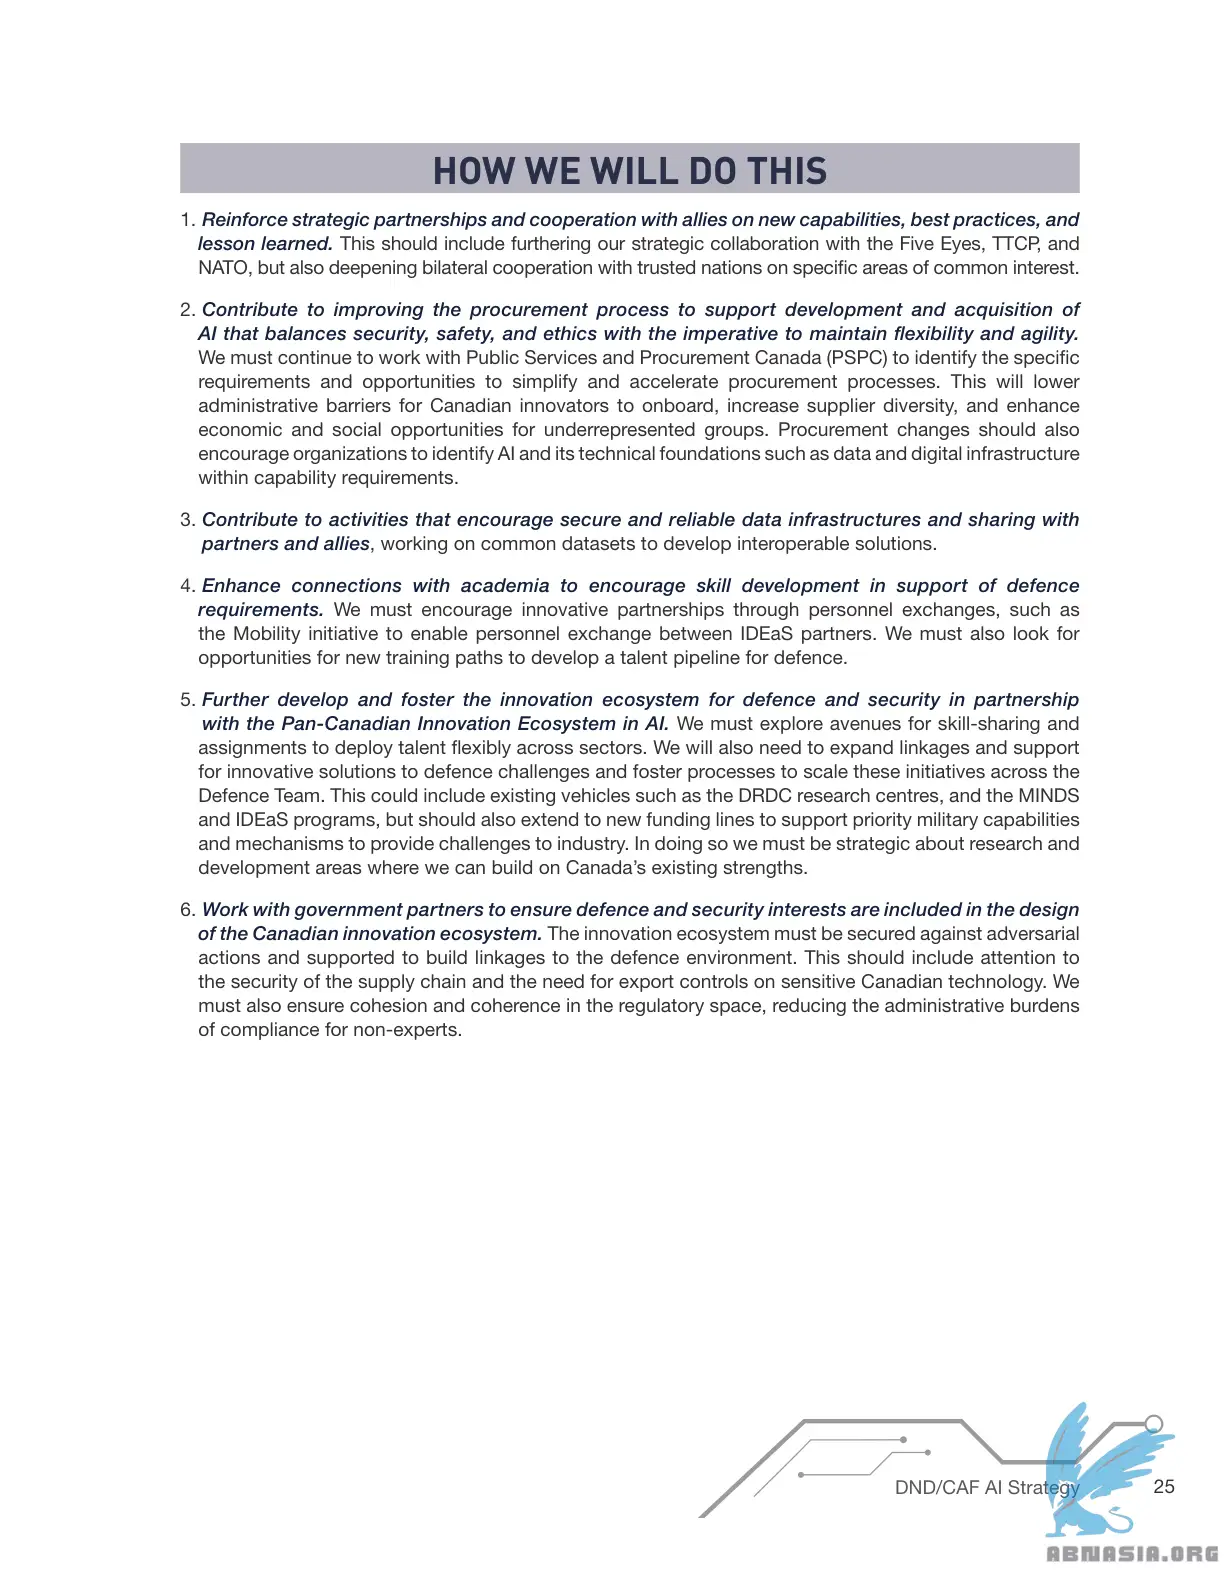 HOW WE WILL DO THIS
1. Reinforce strategic partnerships and cooperation with allies on new capabilities, best practices, and
lesson learned. This should include furthering our strategic collaboration with the Five Eyes, TTCP, and
NATO, but also deepening bilateral cooperation with trusted nations on specific areas of common interest.
2. Contribute to improving the procurement process to support development and acquisition of
AI that balances security, safety, and ethics with the imperative to maintain flexibility and agility.
We must continue to work with Public Services and Procurement Canada (PSPC) to identify the specific
requirements and opportunities to simplify and accelerate procurement processes. This will lower
administrative barriers for Canadian innovators to onboard, increase supplier diversity, and enhance
economic and social opportunities for underrepresented groups. Procurement changes should also
encourage organizations to identify AI and its technical foundations such as data and digital infrastructure
within capability requirements.
3. Contribute to activities that encourage secure and reliable data infrastructures and sharing with
partners and allies, working on common datasets to develop interoperable solutions.
4. Enhance connections with academia to encourage skill development in support of defence
requirements. We must encourage innovative partnerships through personnel exchanges, such as
the Mobility initiative to enable personnel exchange between IDEaS partners. We must also look for
opportunities for new training paths to develop a talent pipeline for defence.
5. Further develop and foster the innovation ecosystem for defence and security in partnership
with the Pan-Canadian Innovation Ecosystem in AI. We must explore avenues for skill-sharing and
assignments to deploy talent flexibly across sectors. We will also need to expand linkages and support
for innovative solutions to defence challenges and foster processes to scale these initiatives across the
Defence Team. This could include existing vehicles such as the DRDC research centres, and the MINDS
and IDEaS programs, but should also extend to new funding lines to support priority military capabilities
and mechanisms to provide challenges to industry. In doing so we must be strategic about research and
development areas where we can build on Canada’s existing strengths.
6. Work with government partners to ensure defence and security interests are included in the design
of the Canadian innovation ecosystem. The innovation ecosystem must be secured against adversarial
actions and supported to build linkages to the defence environment. This should include attention to
the security of the supply chain and the need for export controls on sensitive Canadian technology. We
must also ensure cohesion and coherence in the regulatory space, reducing the administrative burdens
of compliance for non-experts.
DND/CAF AI Strategy 25
ABNASIA.ORG